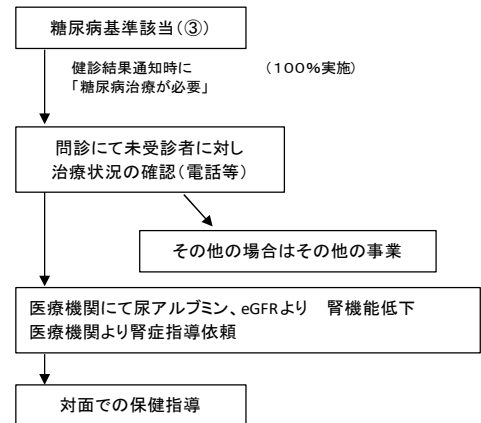 糖尿病基準該当(③)
健診結果通知時に　(100%実施)
「糖尿病治療が必要」
問診にて未受診者に対し
治療状況の確認(電話等)
その他の場合はその他の事業
医療機関にて尿アルブミン、eGFRより　腎機能低下
医療機関より腎症指導依頼
対面での保健指導